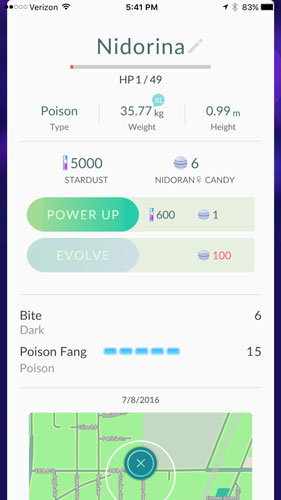 Verizon 5:41 PM 83%
Nidorina
HP 1 / 49
XL
Poison 35.77 kg 0.99 m
Type Weight Height
5000 6
STARDUST NIDORAN♀ CANDY
POWER UP 600 1
EVOLVE 100
Bite 6
Dark
Poison Fang 15
Poison
7/8/2016